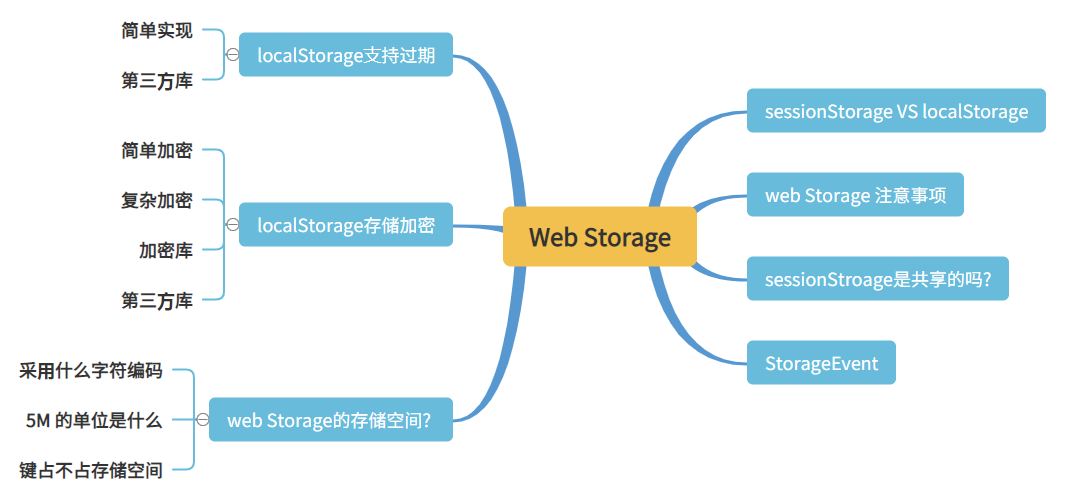 Web Storage
sessionStorage VS localStorage
web Storage 注意事项
sessionStroage是共享的吗?
StorageEvent
localStorage支持过期
简单实现
第三方库
localStorage存储加密
简单加密
复杂加密
加密库
第三方库
web Storage的存储空间?
采用什么字符编码
5M 的单位是什么
键占不占存储空间